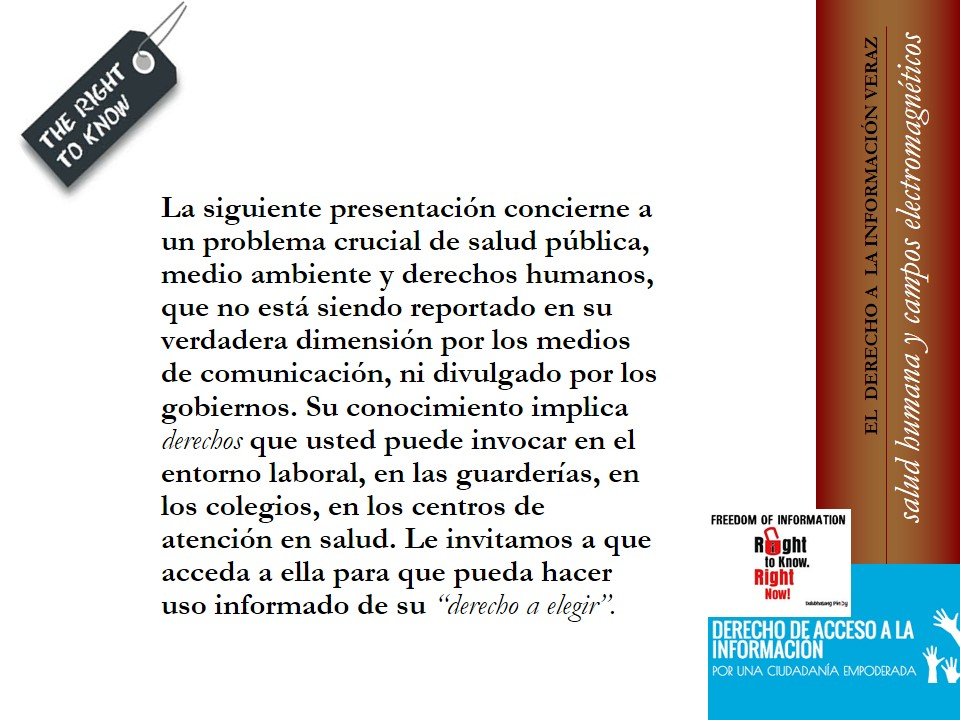 THE RIGHT
TO KNOW
La siguiente presentación concierne a
un problema crucial de salud pública,
medio ambiente y derechos humanos,
que no está siendo reportado en su
verdadera dimensión por los medios
de comunicación, ni divulgado por los
gobiernos. Su conocimiento implica
derechos que usted puede invocar en el
entorno laboral, en las guarderías, en
los colegios, en los centros de
atención en salud. Le invitamos a que
acceda a ella para que pueda hacer
uso informado de su “derecho a elegir”.
EL DERECHO A LA INFORMACIÓN VERAZ
salud humana y campos electromagnéticos
FREEDOM OF INFORMATION
Right
to Know.
Right
Now!
DERECHO DE ACCESO A LA
INFORMACIÓN
POR UNA CIUDADANÍA EMPODERADA